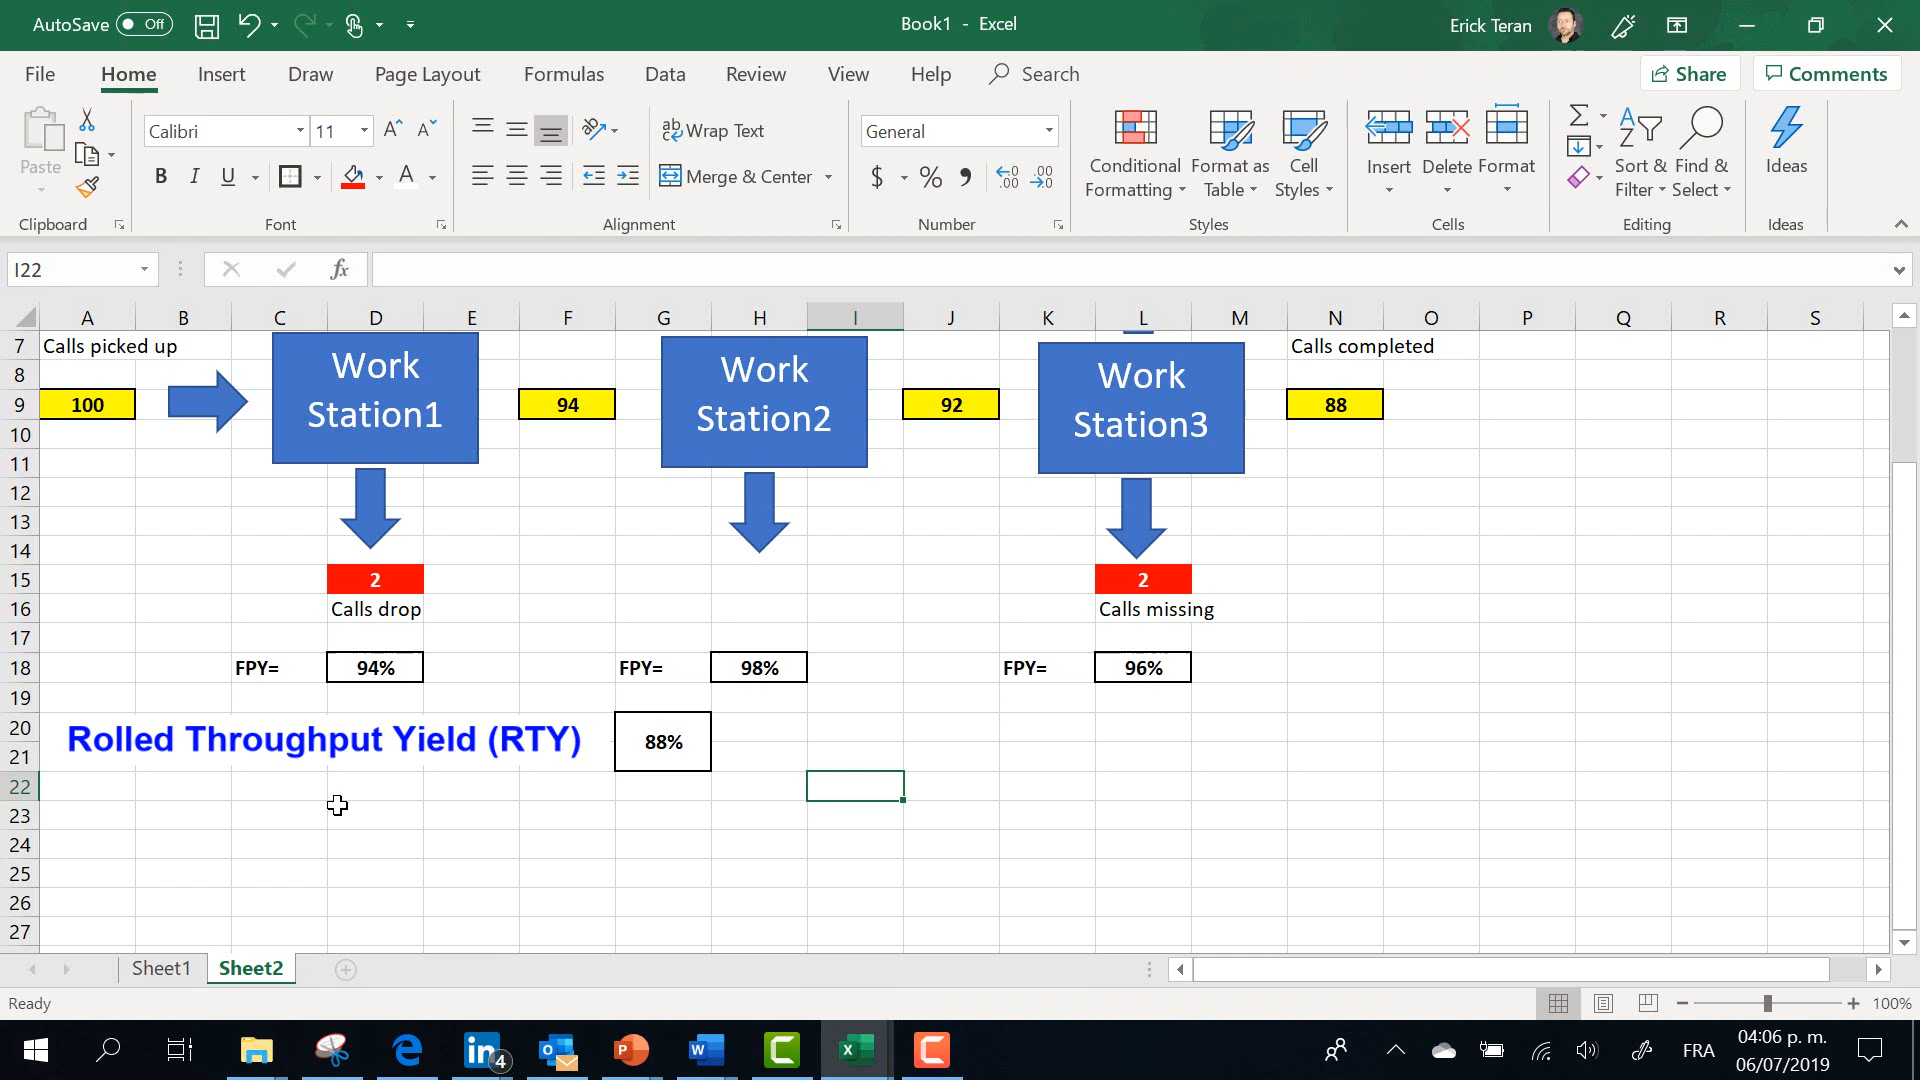 AutoSave Off
Book1 - Excel
Erick Teran
File Home Insert Draw Page Layout Formulas Data Review View Help Search
Share Comments
Paste
Clipboard
Calibri 11
B I U
Font
Wrap Text
Merge & Center
Alignment
General
$ % ,
Number
Conditional Formatting
Format as Table
Cell Styles
Styles
Insert Delete Format
Cells
Sort & Filter
Find & Select
Editing
Ideas
Ideas
I22
fx
A B C D E F G H I J K L M N O P Q R S
7 Calls picked up Calls completed
8
9 100 Work Station1 94 Work Station2 92 Work Station3 88
10
11
12
13
14
15 2 2
16 Calls drop Calls missing
17
18 FPY= 94% FPY= 98% FPY= 96%
19
20
Rolled Throughput Yield (RTY) 88%
21
22
23
24
25
26
27
Sheet1 Sheet2
Ready
100%
4
FRA
04:06 p. m.
06/07/2019